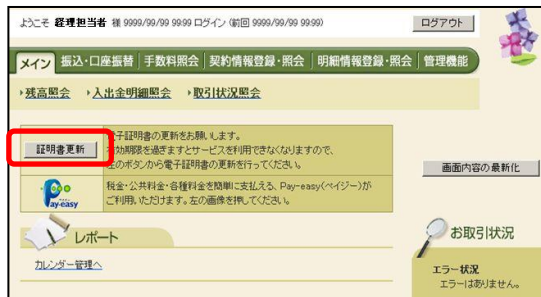 ようこそ 経理担当者 様 9999/99/99 99:99 ログイン (前回 9999/99/99 99:99)
ログアウト
メイン 振込・口座振替 手数料照会 契約情報登録・照会 明細情報登録・照会 管理機能
残高照会 入出金明細照会 取引状況照会
証明書更新
電子証明書の更新をお願いします。
有効期限を過ぎますとサービスを利用できなくなりますので、
左のボタンから電子証明書の更新を行ってください。
画面内容の最新化
Pay-easy
税金・公共料金・各種料金を簡単に支払える、Pay-easy(ペイジー)が
ご利用いただけます。左の画像を押してください。
レポート
カレンダー管理へ
お取引状況
エラー状況
エラーはありません。